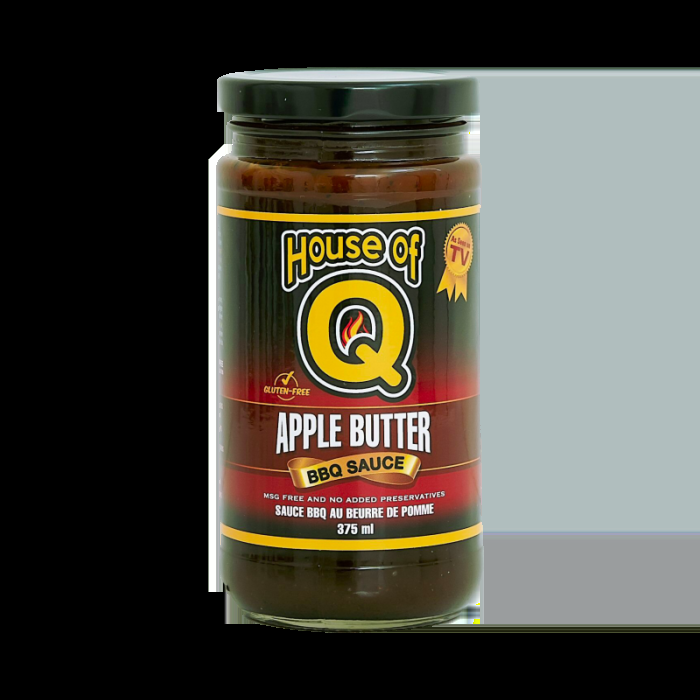 House of
Q
As Seen on
TV
GLUTEN-FREE
APPLE BUTTER
BBQ SAUCE
MSG FREE AND NO ADDED PRESERVATIVES
SAUCE BBQ AU BEURRE DE POMME
375 ml